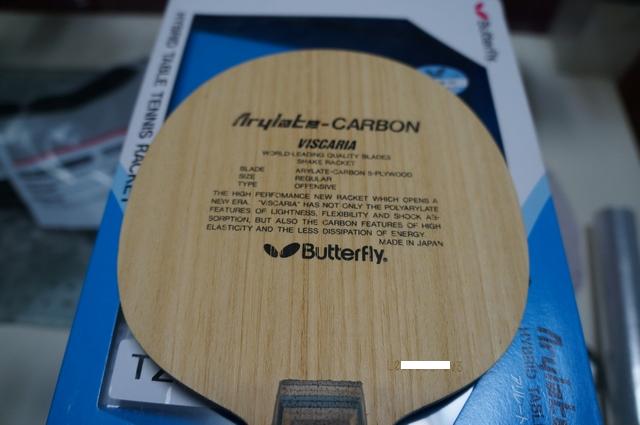 HYBRID TABLE TENNIS RACKET
Butterfly
Arylate-CARBON
VISCARIA
WORLD-LEADING QUALITY BLADES
SHAKE RACKET
BLADE ARYLATE-CARBON 5-PLYWOOD
SIZE REGULAR
TYPE OFFENSIVE
THE HIGH PERFOMANCE NEW RACKET WHICH OPENS A
NEW ERA. "VISCARIA" HAS NOT ONLY THE POLYARYLATE
FEATURES OF LIGHTNESS, FLEXIBILITY AND SHOCK AB-
SORPTION, BUT ALSO THE CARBON FEATURES OF HIGH
ELASTICITY AND THE LESS DISSIPATION OF ENERGY.
MADE IN JAPAN
Butterfly.
Arylate